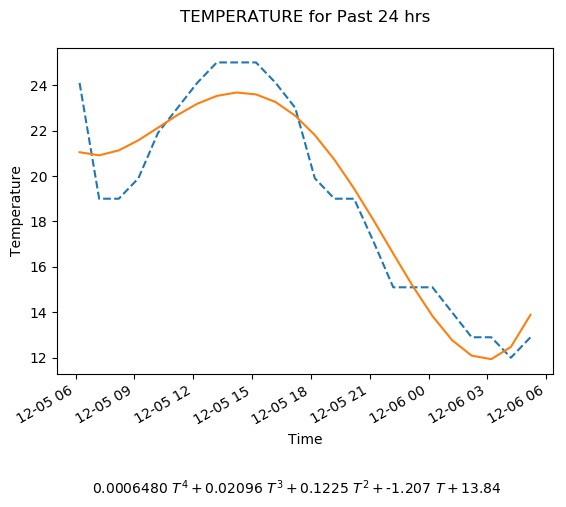 TEMPERATURE for Past 24 hrs
24
22
20
18
16
14
12
Temperature
12-05 06 12-05 09 12-05 12 12-05 15 12-05 18 12-05 21 12-06 00 12-06 03 12-06 06
Time
0.0006480 T⁴ + 0.02096 T³ + 0.1225 T² + -1.207 T + 13.84